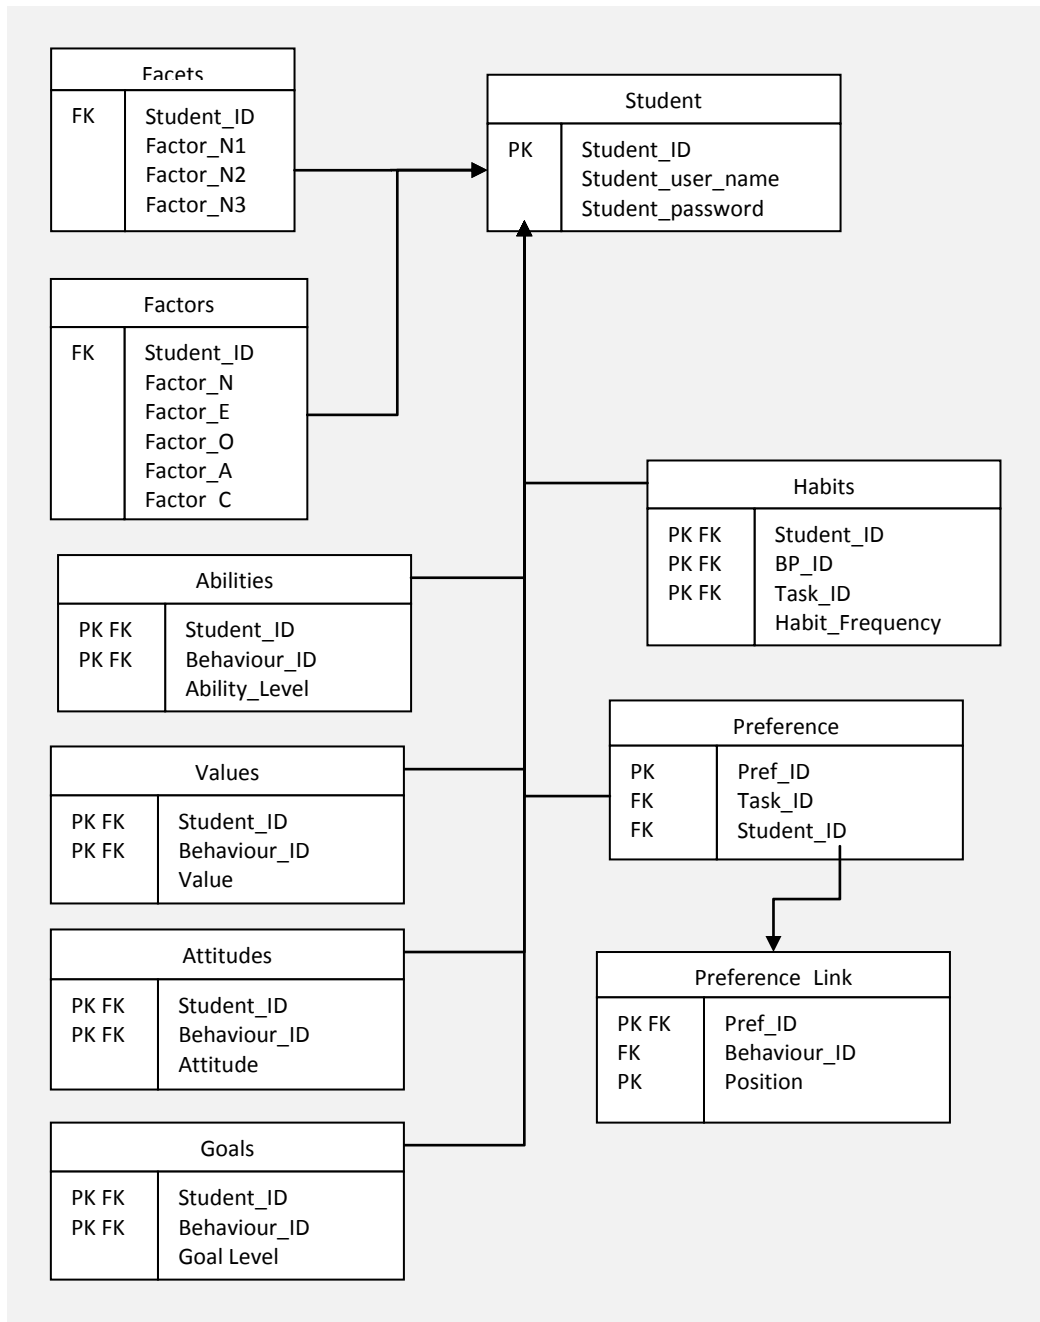 Facets
FK Student_ID
Factor_N1
Factor_N2
Factor_N3
Student
PK Student_ID
Student_user_name
Student_password
Factors
FK Student_ID
Factor_N
Factor_E
Factor_O
Factor_A
Factor C
Habits
PK FK Student_ID
PK FK BP_ID
PK FK Task_ID
Habit_Frequency
Abilities
PK FK Student_ID
PK FK Behaviour_ID
Ability_Level
Preference
PK Pref_ID
FK Task_ID
FK Student_ID
Values
PK FK Student_ID
PK FK Behaviour_ID
Value
Attitudes
PK FK Student_ID
PK FK Behaviour_ID
Attitude
Preference Link
PK FK Pref_ID
FK Behaviour_ID
PK Position
Goals
PK FK Student_ID
PK FK Behaviour_ID
Goal Level